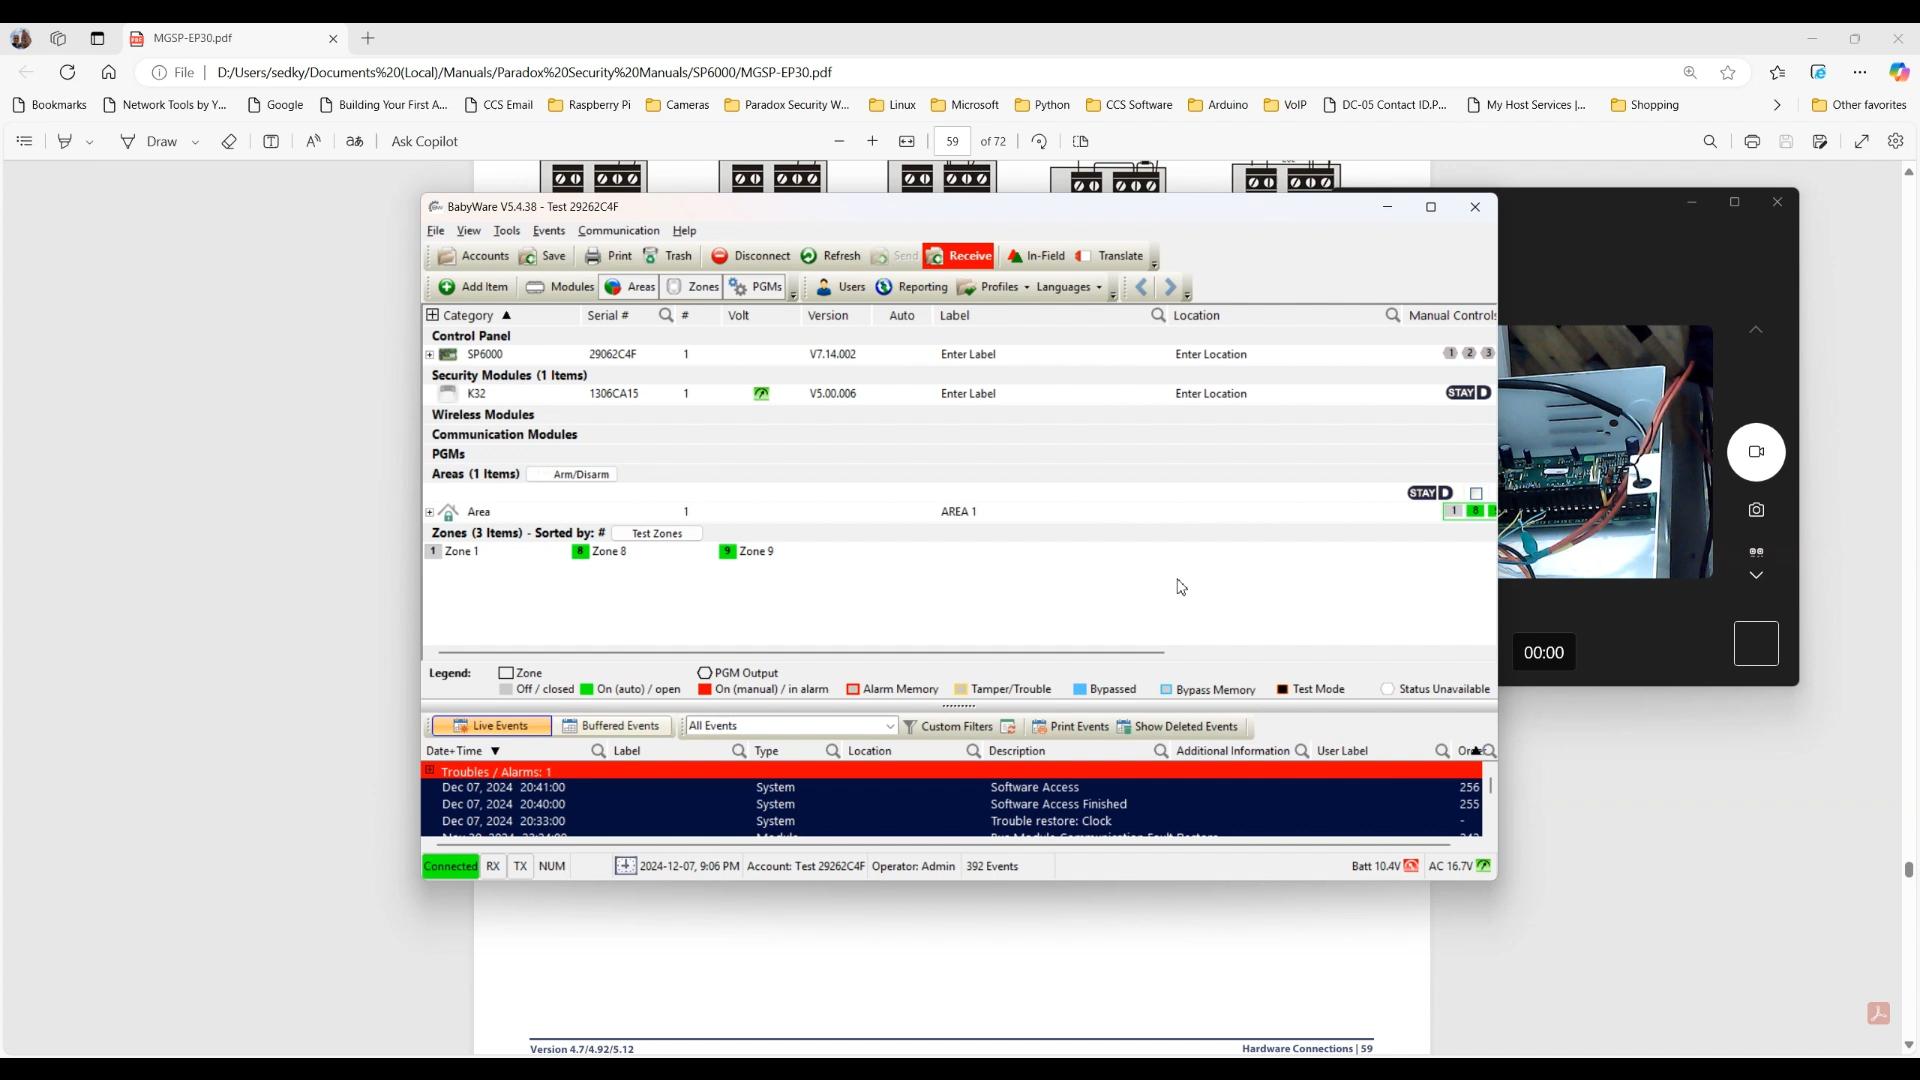 MGSP-EP30.pdf
File D:/Users/sedky/Documents%20(Local)/Manuals/Paradox%20Security%20Manuals/SP6000/MGSP-EP30.pdf
Bookmarks Network Tools by Y... Google Building Your First A... CCS Email Raspberry Pi Cameras Paradox Security W... Linux Microsoft Python CCS Software Arduino VoIP DC-05 Contact ID.P... My Host Services |... Shopping Other favorites
Draw Ask Copilot 59 of 72
BabyWare V5.4.38 - Test 29262C4F
File View Tools Events Communication Help
Accounts Save Print Trash Disconnect Refresh Send Receive In-Field Translate
Add Item Modules Areas Zones PGMs Users Reporting Profiles Languages
Category Serial # # Volt Version Auto Label Location Manual Controls
Control Panel
SP6000 29062C4F 1 V7.14.002 Enter Label Enter Location 1 2 3
Security Modules (1 Items)
K32 1306CA15 1 V5.00.006 Enter Label Enter Location STAY D
Wireless Modules
Communication Modules
PGMs
Areas (1 Items) Arm/Disarm
STAY D
Area 1 AREA 1 1 8
Zones (3 Items) - Sorted by: # Test Zones
1 Zone 1 8 Zone 8 9 Zone 9
00:00
Legend: Zone PGM Output
Off / closed On (auto) / open On (manual) / in alarm Alarm Memory Tamper/Trouble Bypassed Bypass Memory Test Mode Status Unavailable
Live Events Buffered Events All Events Custom Filters Print Events Show Deleted Events
Date+Time Label Type Location Description Additional Information User Label
Troubles / Alarms: 1
Dec 07, 2024 20:41:00 System Software Access 256
Dec 07, 2024 20:40:00 System Software Access Finished 255
Dec 07, 2024 20:33:00 System Trouble restore: Clock -
Connected RX TX NUM 2024-12-07, 9:06 PM Account: Test 29262C4F Operator: Admin 392 Events Batt 10.4V AC 16.7V
Version 4.7/4.92/5.12 Hardware Connections | 59